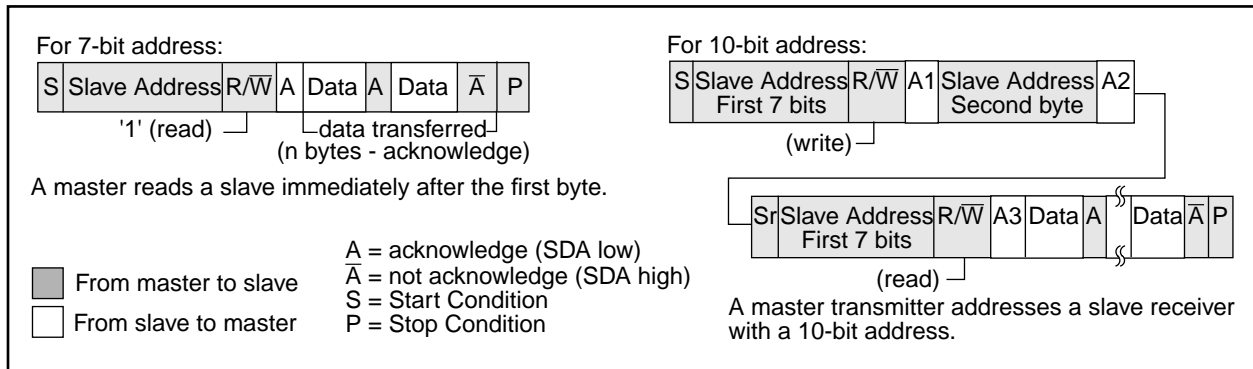 For 7-bit address:
S Slave Address R/W̅ A Data A Data A̅ P
'1' (read)
data transferred
(n bytes - acknowledge)
A master reads a slave immediately after the first byte.
From master to slave
From slave to master
A = acknowledge (SDA low)
A̅ = not acknowledge (SDA high)
S = Start Condition
P = Stop Condition
For 10-bit address:
S Slave Address First 7 bits R/W̅ A1 Slave Address Second byte A2
(write)
Sr Slave Address First 7 bits R/W̅ A3 Data A Data A̅ P
(read)
A master transmitter addresses a slave receiver
with a 10-bit address.